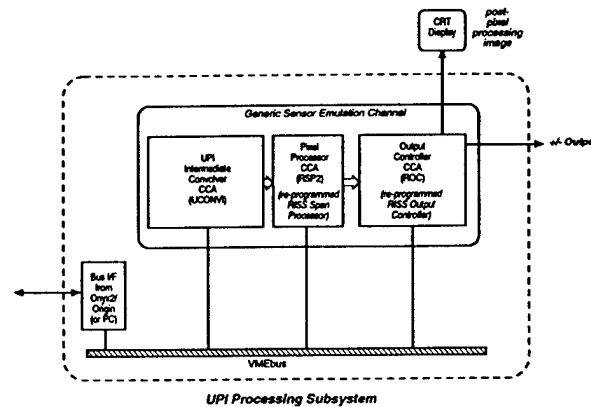 CRT
Display
post-
pixel
processing
image
Generic Sensor Emulation Channel
UPI
Intermediate
Convolver
CCA
(UCONVI)
Pixel
Processor
CCA
(RSP2)
(re-programmed
RISS Span
Processor)
Output
Controller
CCA
(ROC)
(re-programmed
RISS Output
Controller)
+/- Outpu
Bus I/F
from
Onyx2/
Origin
(or PC)
VMEbus
UPI Processing Subsystem